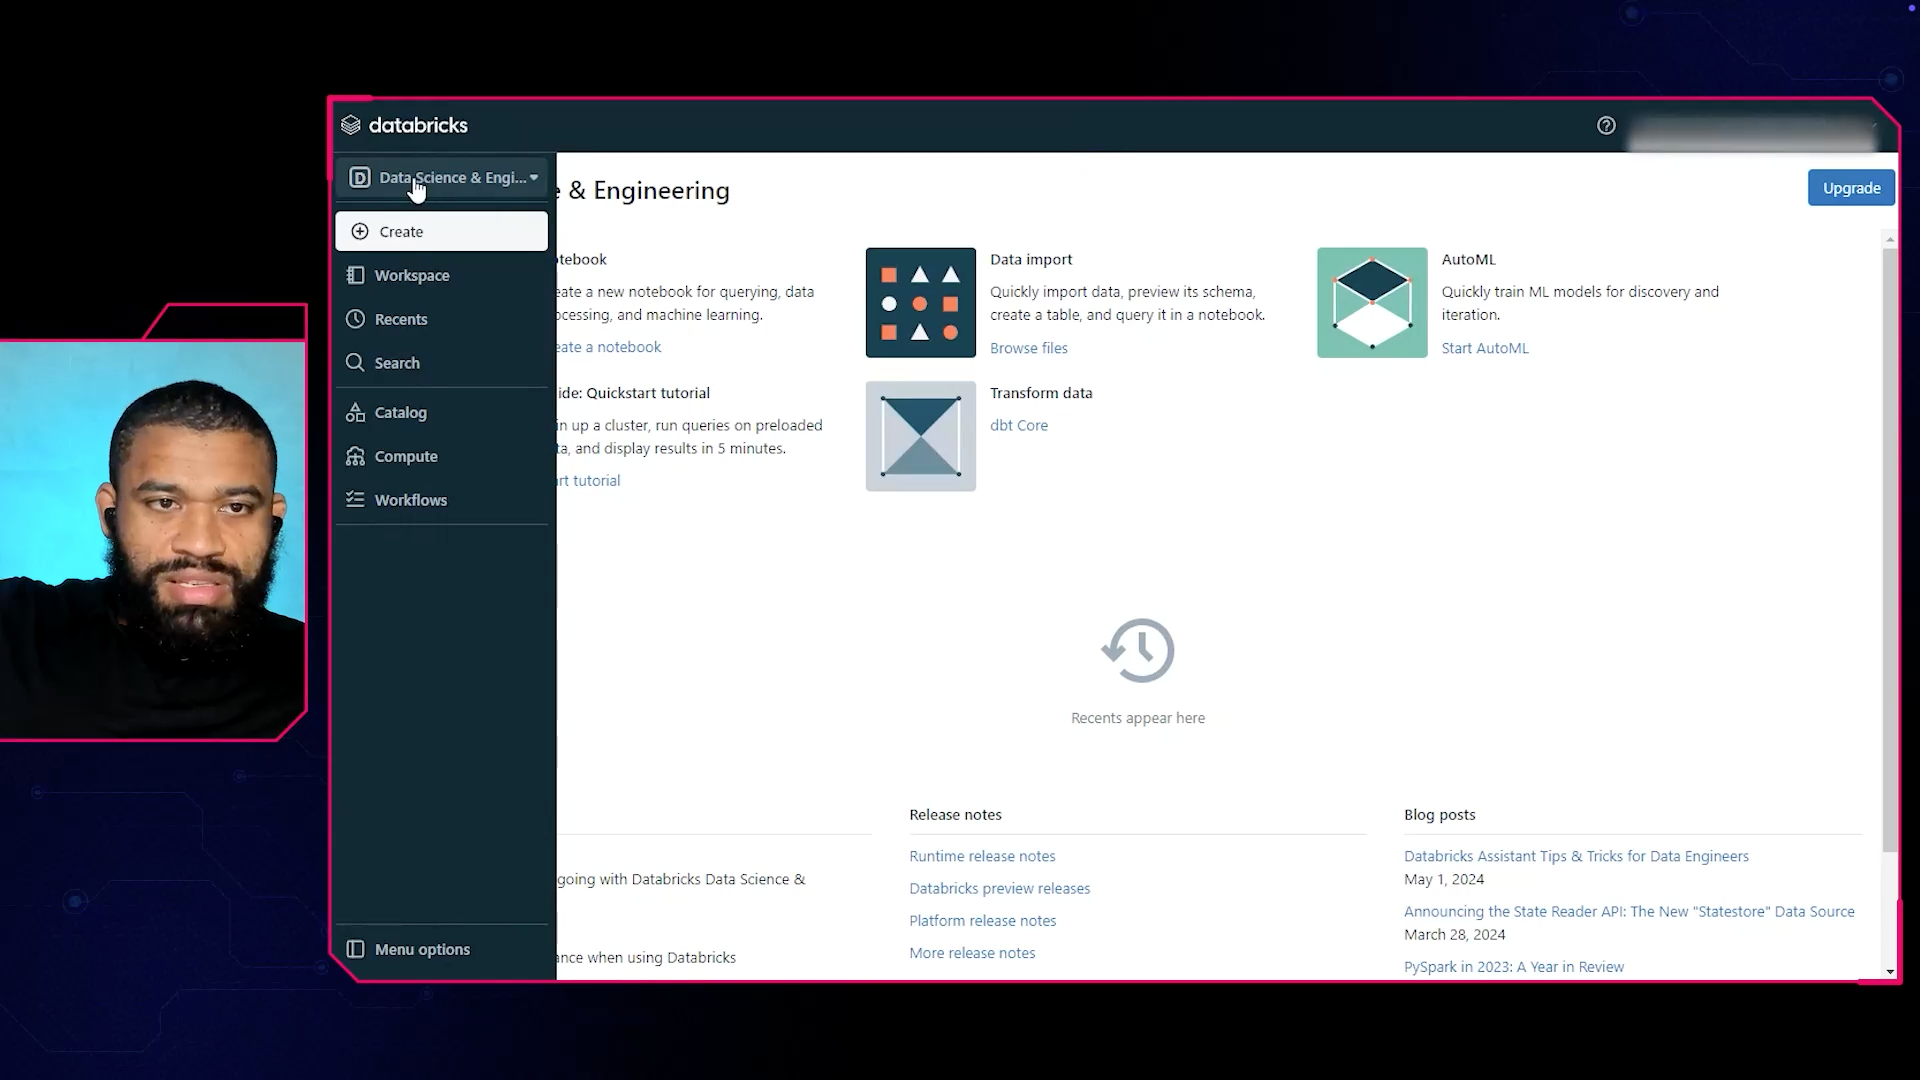 databricks
Data Science & Engi...
& Engineering
Upgrade
Create
Workspace
Recents
Search
Catalog
Compute
Workflows
Menu options
tebook
eate a new notebook for querying, data
ocessing, and machine learning.
eate a notebook
Data import
Quickly import data, preview its schema,
create a table, and query it in a notebook.
Browse files
AutoML
Quickly train ML models for discovery and
iteration.
Start AutoML
ide: Quickstart tutorial
in up a cluster, run queries on preloaded
ta, and display results in 5 minutes.
rt tutorial
Transform data
dbt Core
Recents appear here
going with Databricks Data Science &
ance when using Databricks
Release notes
Runtime release notes
Databricks preview releases
Platform release notes
More release notes
Blog posts
Databricks Assistant Tips & Tricks for Data Engineers
May 1, 2024
Announcing the State Reader API: The New "Statestore" Data Source
March 28, 2024
PySpark in 2023: A Year in Review